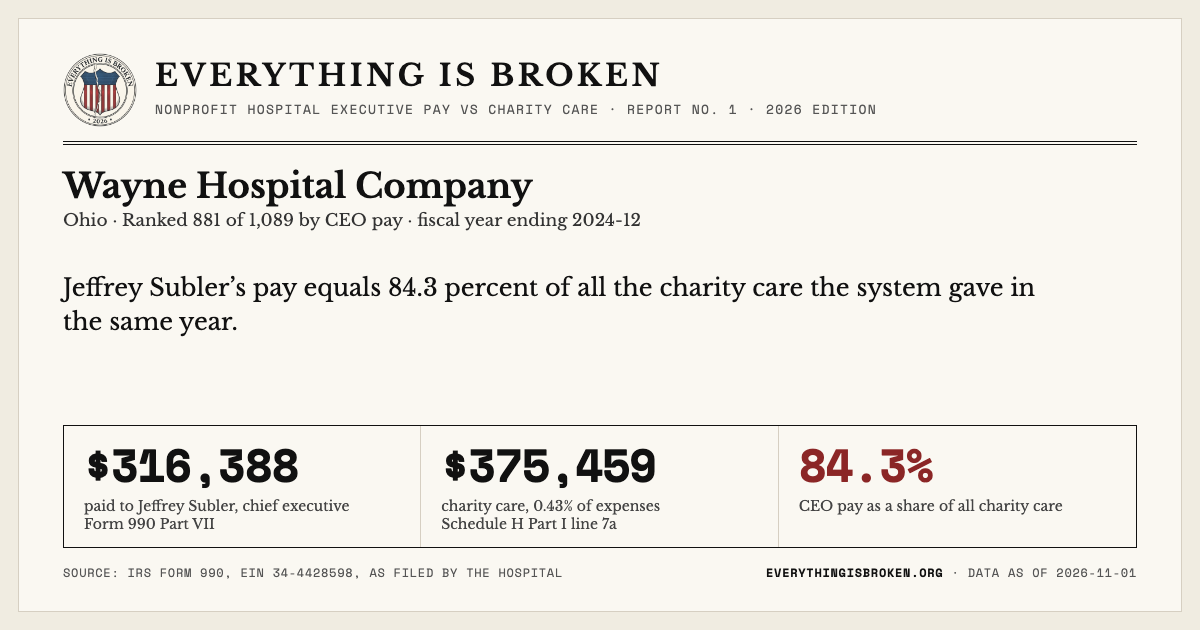 EVERYTHING IS BROKEN
· 2026 ·
EVERYTHING IS BROKEN
NONPROFIT HOSPITAL EXECUTIVE PAY VS CHARITY CARE · REPORT NO. 1 · 2026 EDITION
Wayne Hospital Company
Ohio · Ranked 881 of 1,089 by CEO pay · fiscal year ending 2024-12
Jeffrey Subler’s pay equals 84.3 percent of all the charity care the system gave in
the same year.
$316,388
paid to Jeffrey Subler, chief executive
Form 990 Part VII
$375,459
charity care, 0.43% of expenses
Schedule H Part I line 7a
84.3%
CEO pay as a share of all charity care
SOURCE: IRS FORM 990, EIN 34-4428598, AS FILED BY THE HOSPITAL
EVERYTHINGISBROKEN.ORG · DATA AS OF 2026-11-01